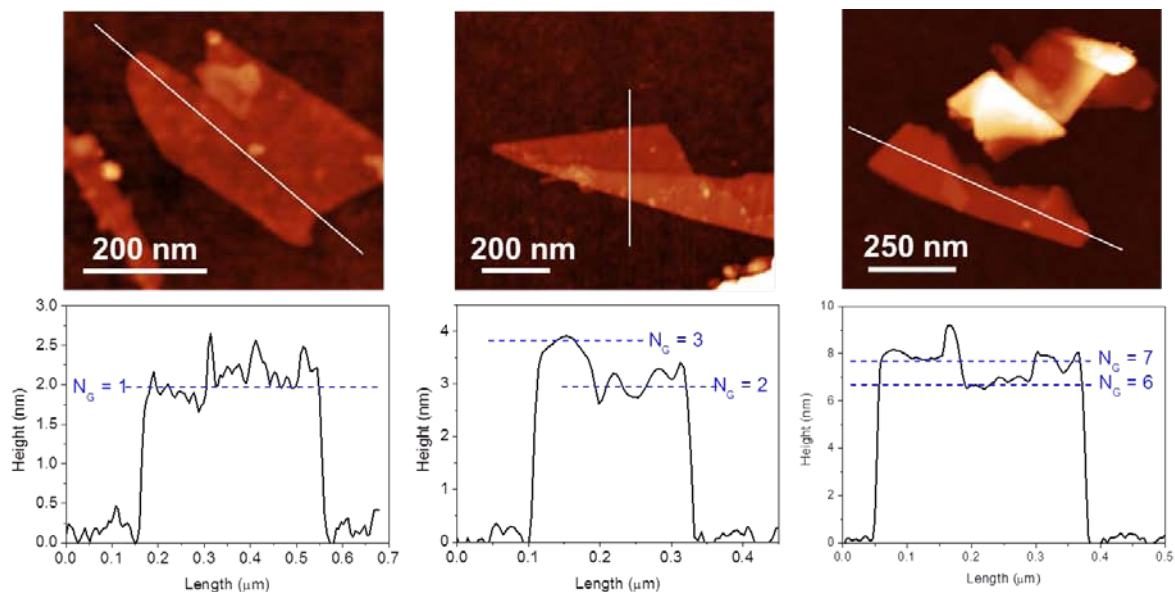 200 nm
200 nm
250 nm
3.0
2.5
2.0
1.5
1.0
0.5
0.0
Height (nm)
N_G = 1
0.0 0.1 0.2 0.3 0.4 0.5 0.6 0.7
Length (μm)
4
3
2
1
0
Height (nm)
N_G = 3
N_G = 2
0.0 0.1 0.2 0.3 0.4
Length (μm)
10
8
6
4
2
0
Height (nm)
N_G = 7
N_G = 6
0.0 0.1 0.2 0.3 0.4 0.5
Length (μm)